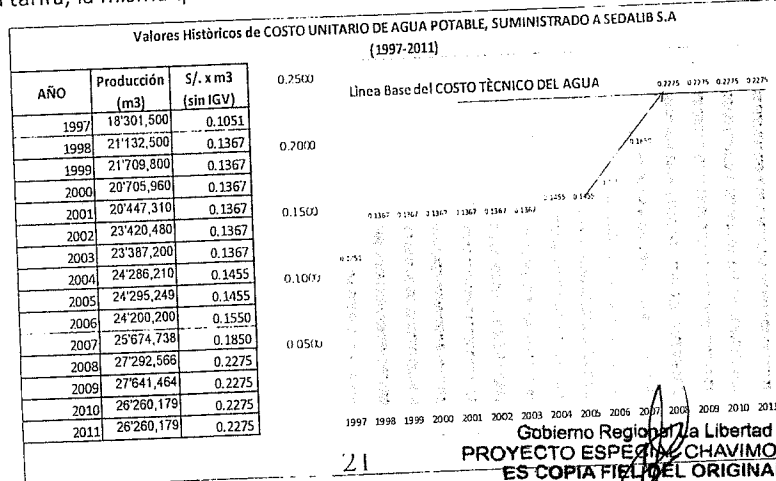 tarifa, la misma q
Valores Històricos de COSTO UNITARIO DE AGUA POTABLE, SUMINISTRADO A SEDALIB S.A
(1997-2011)
AÑO Producción (m3) S/. x m3 (sin IGV)
1997 18'301,500 0.1051
1998 21'132,500 0.1367
1999 21'709,800 0.1367
2000 20'705,960 0.1367
2001 20'447,310 0.1367
2002 23'420,480 0.1367
2003 23'387,200 0.1367
2004 24'286,210 0.1455
2005 24'295,249 0.1455
2006 24'200,200 0.1550
2007 25'674,738 0.1850
2008 27'292,566 0.2275
2009 27'641,464 0.2275
2010 26'260,179 0.2275
2011 26'260,179 0.2275
Lìnea Base del COSTO TÈCNICO DEL AGUA
0.2500
0.2000
0.1500
0.1000
0.0500
0.1367 0.1367 0.1367 0.1367 0.1367 0.1367 0.1455 0.1455 0.2275 0.2275 0.2275 0.2275
1997 1998 1999 2000 2001 2002 2003 2004 2005 2006 2007 2008 2009 2010 2011
21
Gobierno Regional La Libertad
PROYECTO ESPECIAL CHAVIMO
ES COPIA FIEL DEL ORIGINA